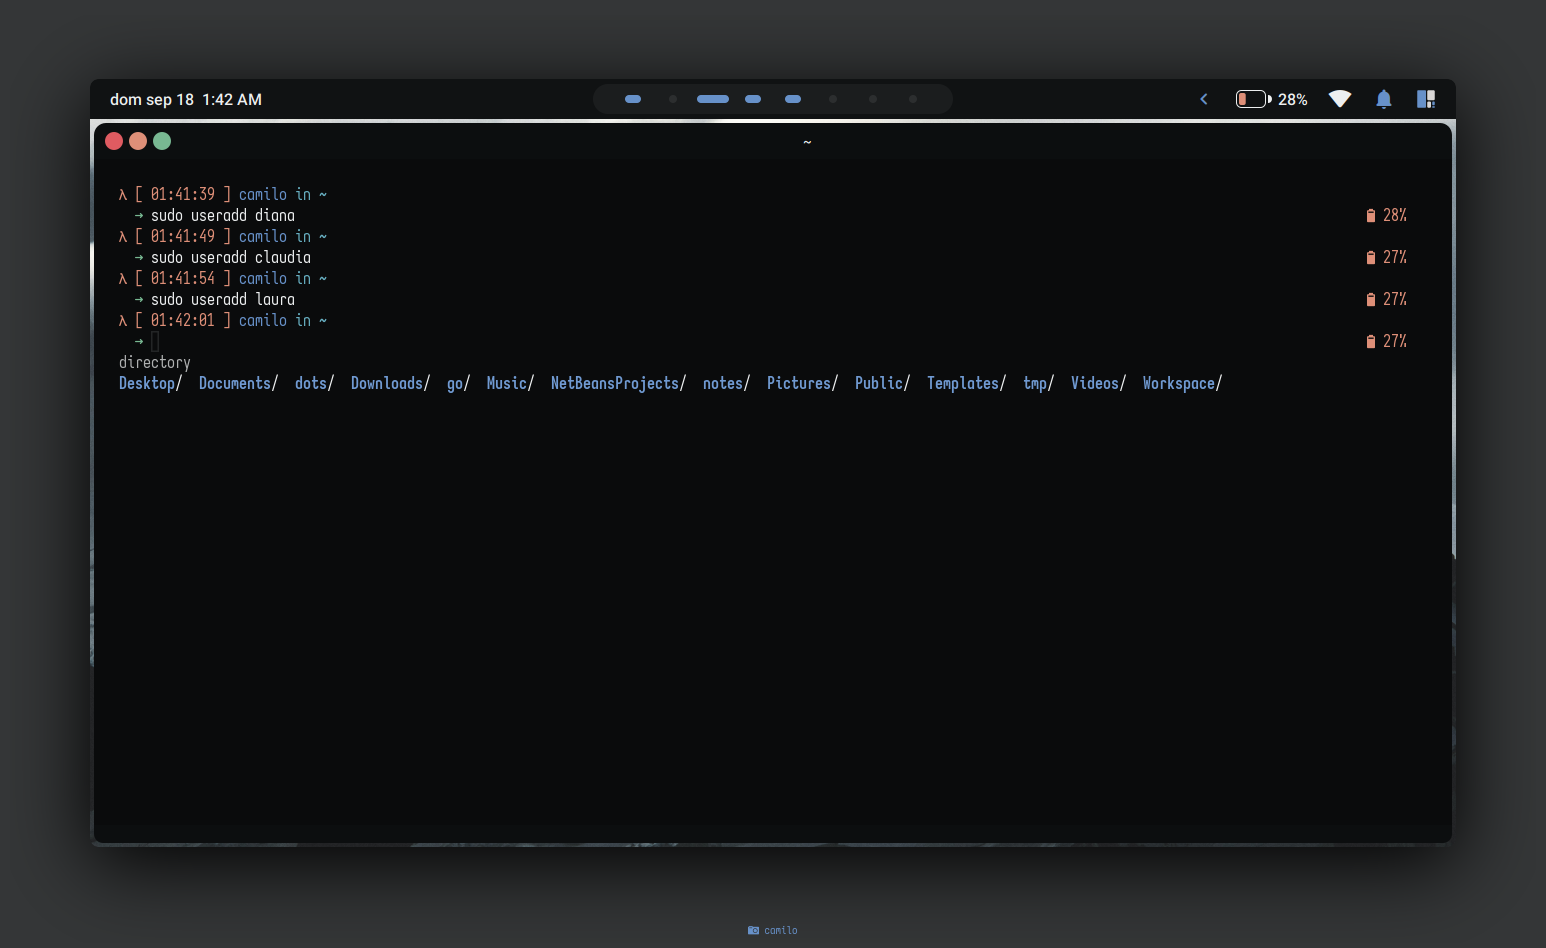 dom sep 18 1:42 AM
28%
~
λ [ 01:41:39 ] camilo in ~
→ sudo useradd diana 28%
λ [ 01:41:49 ] camilo in ~
→ sudo useradd claudia 27%
λ [ 01:41:54 ] camilo in ~
→ sudo useradd laura 27%
λ [ 01:42:01 ] camilo in ~
→ 27%
directory
Desktop/ Documents/ dots/ Downloads/ go/ Music/ NetBeansProjects/ notes/ Pictures/ Public/ Templates/ tmp/ Videos/ Workspace/
camilo